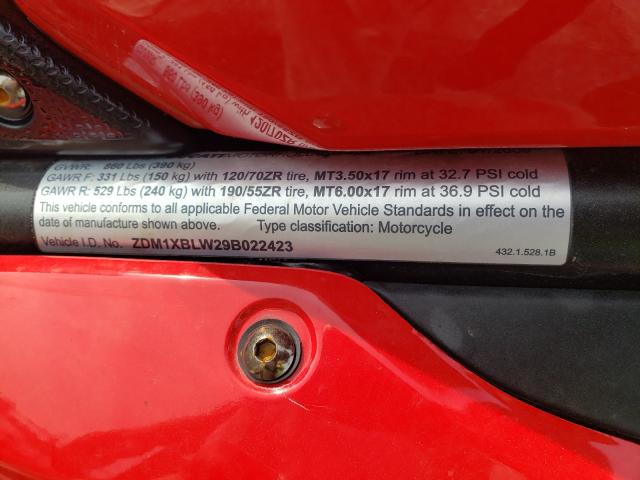 GVWR: 860 Lbs (390 kg)
GAWR F: 331 Lbs (150 kg) with 120/70ZR tire, MT3.50x17 rim at 32.7 PSI cold
GAWR R: 529 Lbs (240 kg) with 190/55ZR tire, MT6.00x17 rim at 36.9 PSI cold
This vehicle conforms to all applicable Federal Motor Vehicle Standards in effect on the
date of manufacture shown above. Type classification: Motorcycle
Vehicle I.D. No. ZDM1XBLW29B022423
432.1.528.1B